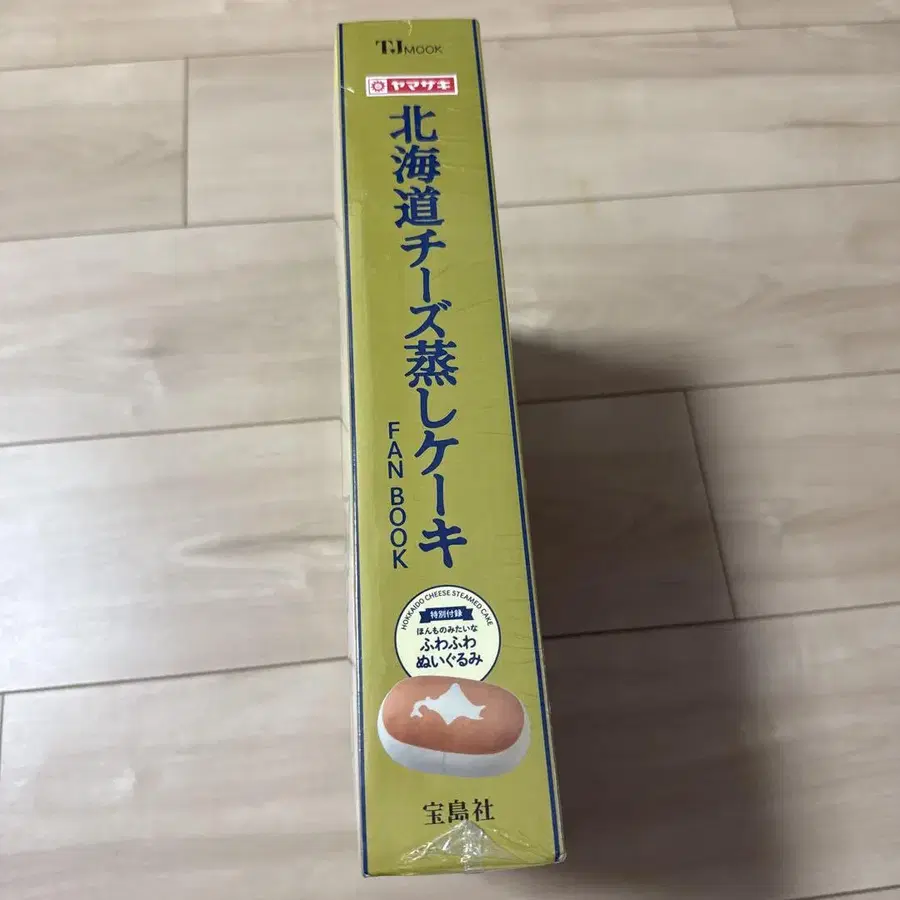 TJ MOOK
ヤマザキ
北海道チーズ蒸しケーキ
FAN BOOK
HOKKAIDO CHEESE STEAMED CAKE
特別付録
ほんものみたいな
ふわふわ
ぬいぐるみ
宝島社